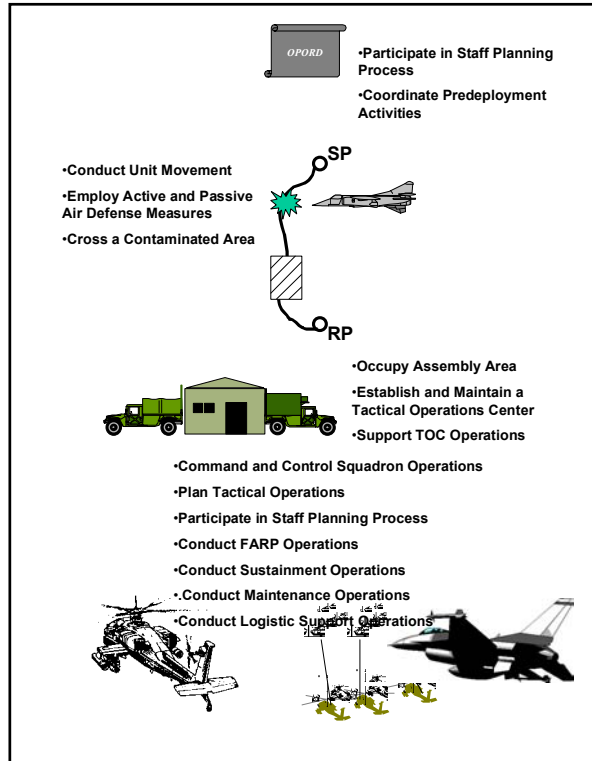 OPORD
•Participate in Staff Planning
Process
•Coordinate Predeployment
Activities
SP
•Conduct Unit Movement
•Employ Active and Passive
Air Defense Measures
•Cross a Contaminated Area
RP
•Occupy Assembly Area
•Establish and Maintain a
Tactical Operations Center
•Support TOC Operations
•Command and Control Squadron Operations
•Plan Tactical Operations
•Participate in Staff Planning Process
•Conduct FARP Operations
•Conduct Sustainment Operations
•.Conduct Maintenance Operations
•Conduct Logistic Support Operations